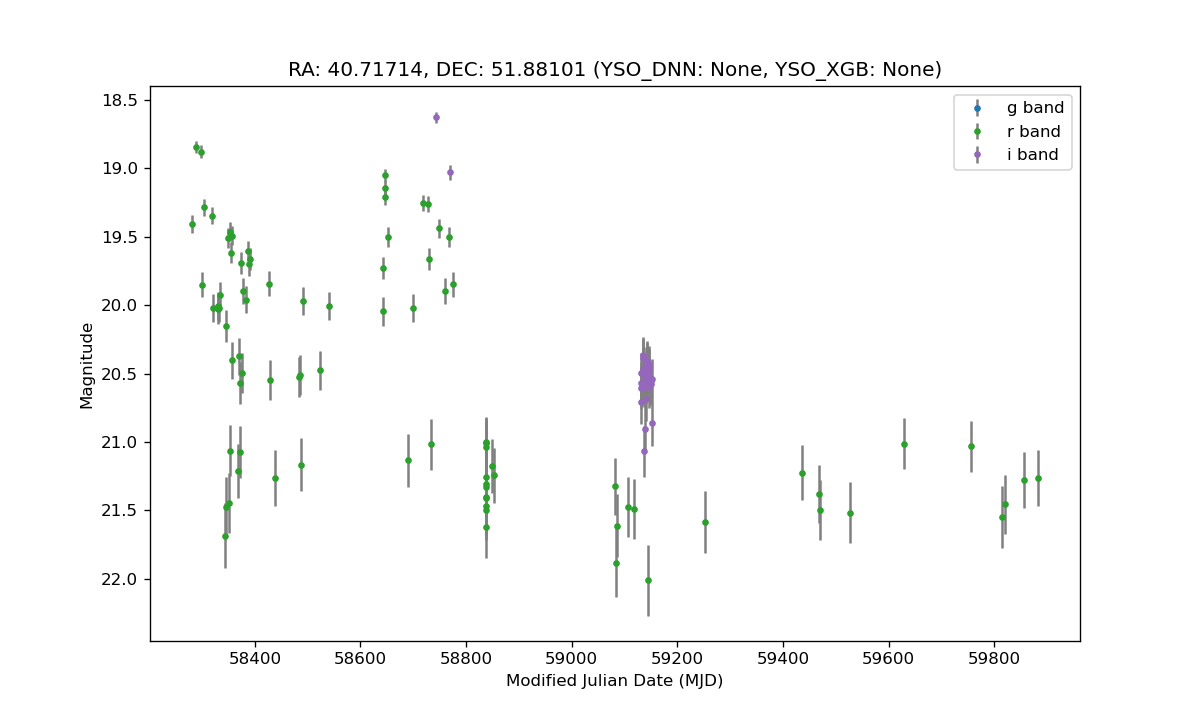 RA: 40.71714, DEC: 51.88101 (YSO_DNN: None, YSO_XGB: None)
18.5
19.0
19.5
20.0
20.5
21.0
21.5
22.0
Magnitude
g band
r band
i band
58400
58600
58800
59000
59200
59400
59600
59800
Modified Julian Date (MJD)